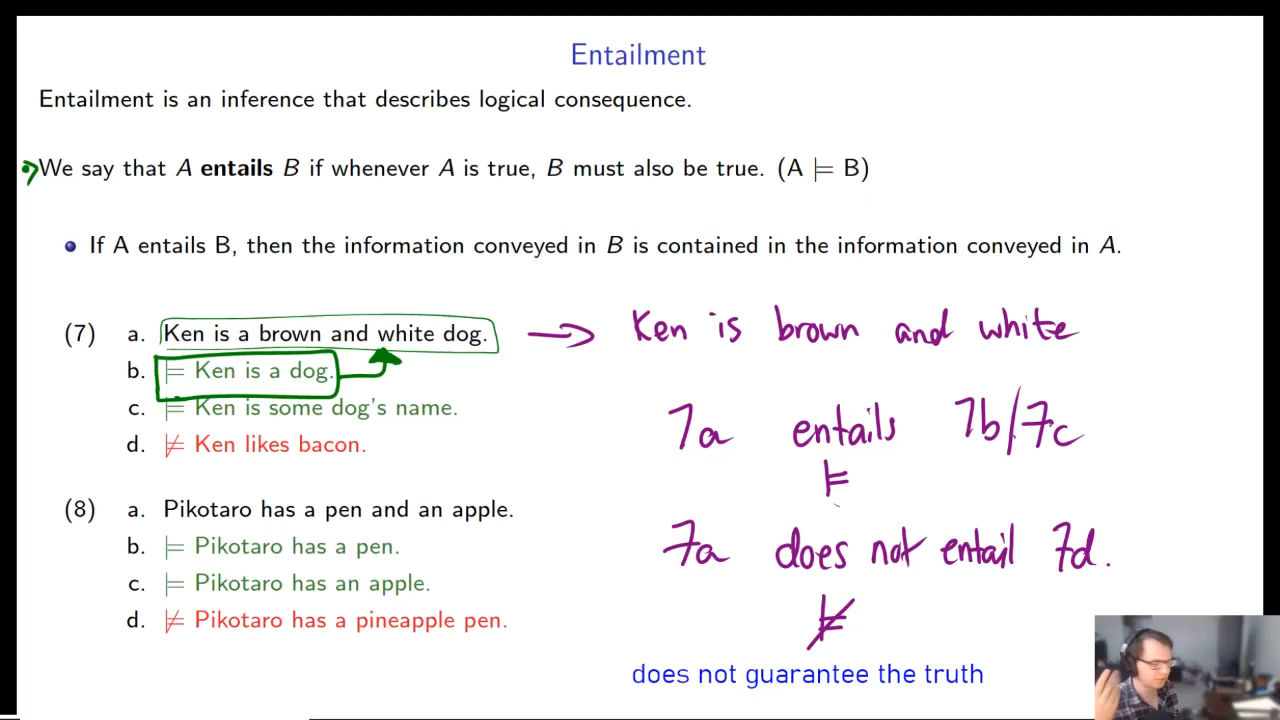 Entailment
Entailment is an inference that describes logical consequence.
We say that A entails B if whenever A is true, B must also be true. (A ⊨ B)
If A entails B, then the information conveyed in B is contained in the information conveyed in A.
(7) a. Ken is a brown and white dog.
b. ⊨ Ken is a dog.
c. ⊨ Ken is some dog's name.
d. ⊭ Ken likes bacon.
(8) a. Pikotaro has a pen and an apple.
b. ⊨ Pikotaro has a pen.
c. ⊨ Pikotaro has an apple.
d. ⊭ Pikotaro has a pineapple pen.
→ Ken is brown and white
7a entails 7b/7c
⊨
7a does not entail 7d.
⊭
does not guarantee the truth